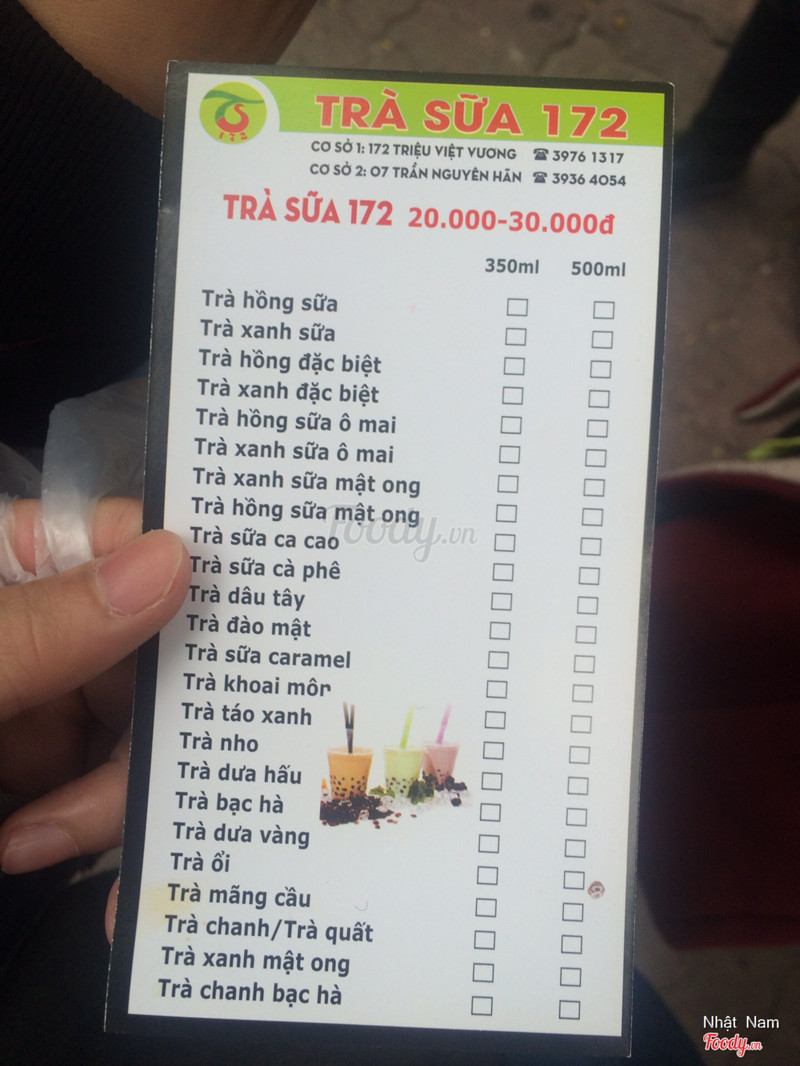 172
TRÀ SỮA 172
CƠ SỞ 1: 172 TRIỆU VIỆT VƯƠNG ☎ 3976 1317
CƠ SỞ 2: 07 TRẦN NGUYÊN HÃN ☎ 3936 4054
TRÀ SỮA 172 20.000-30.000đ
350ml 500ml
Trà hồng sữa
Trà xanh sữa
Trà hồng đặc biệt
Trà xanh đặc biệt
Trà hồng sữa ô mai
Trà xanh sữa ô mai
Trà xanh sữa mật ong
Trà hồng sữa mật ong
Trà sữa ca cao
Trà sữa cà phê
Trà dâu tây
Trà đào mật
Trà sữa caramel
Trà khoai môn
Trà táo xanh
Trà nho
Trà dưa hấu
Trà bạc hà
Trà dưa vàng
Trà ổi
Trà mãng cầu
Trà chanh/Trà quất
Trà xanh mật ong
Trà chanh bạc hà
Foody.vn
Nhật Nam
Foody.vn